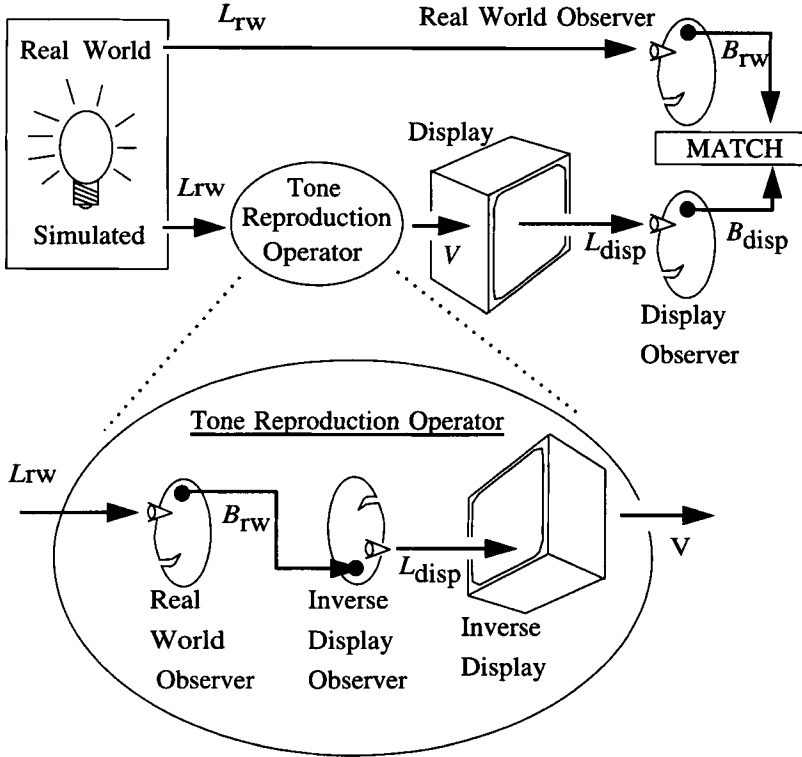 L_rw
Real World Observer
Real World
B_rw
Display
MATCH
Lrw
Tone
Reproduction
Operator
Simulated
V
L_disp
B_disp
Display
Observer
Tone Reproduction Operator
Lrw
B_rw
L_disp
V
Real
World
Observer
Inverse
Display
Observer
Inverse
Display